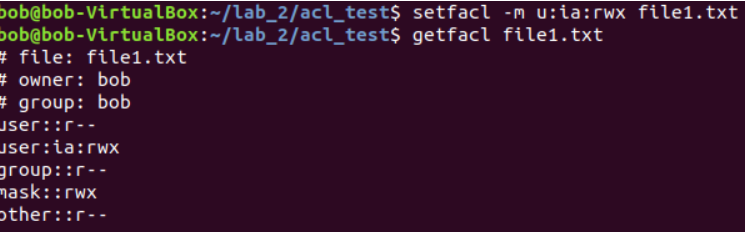 bob@bob-VirtualBox:~/lab_2/acl_test$ setfacl -m u:ia:rwx file1.txt
bob@bob-VirtualBox:~/lab_2/acl_test$ getfacl file1.txt
# file: file1.txt
# owner: bob
# group: bob
user::r--
user:ia:rwx
group::r--
mask::rwx
other::r--